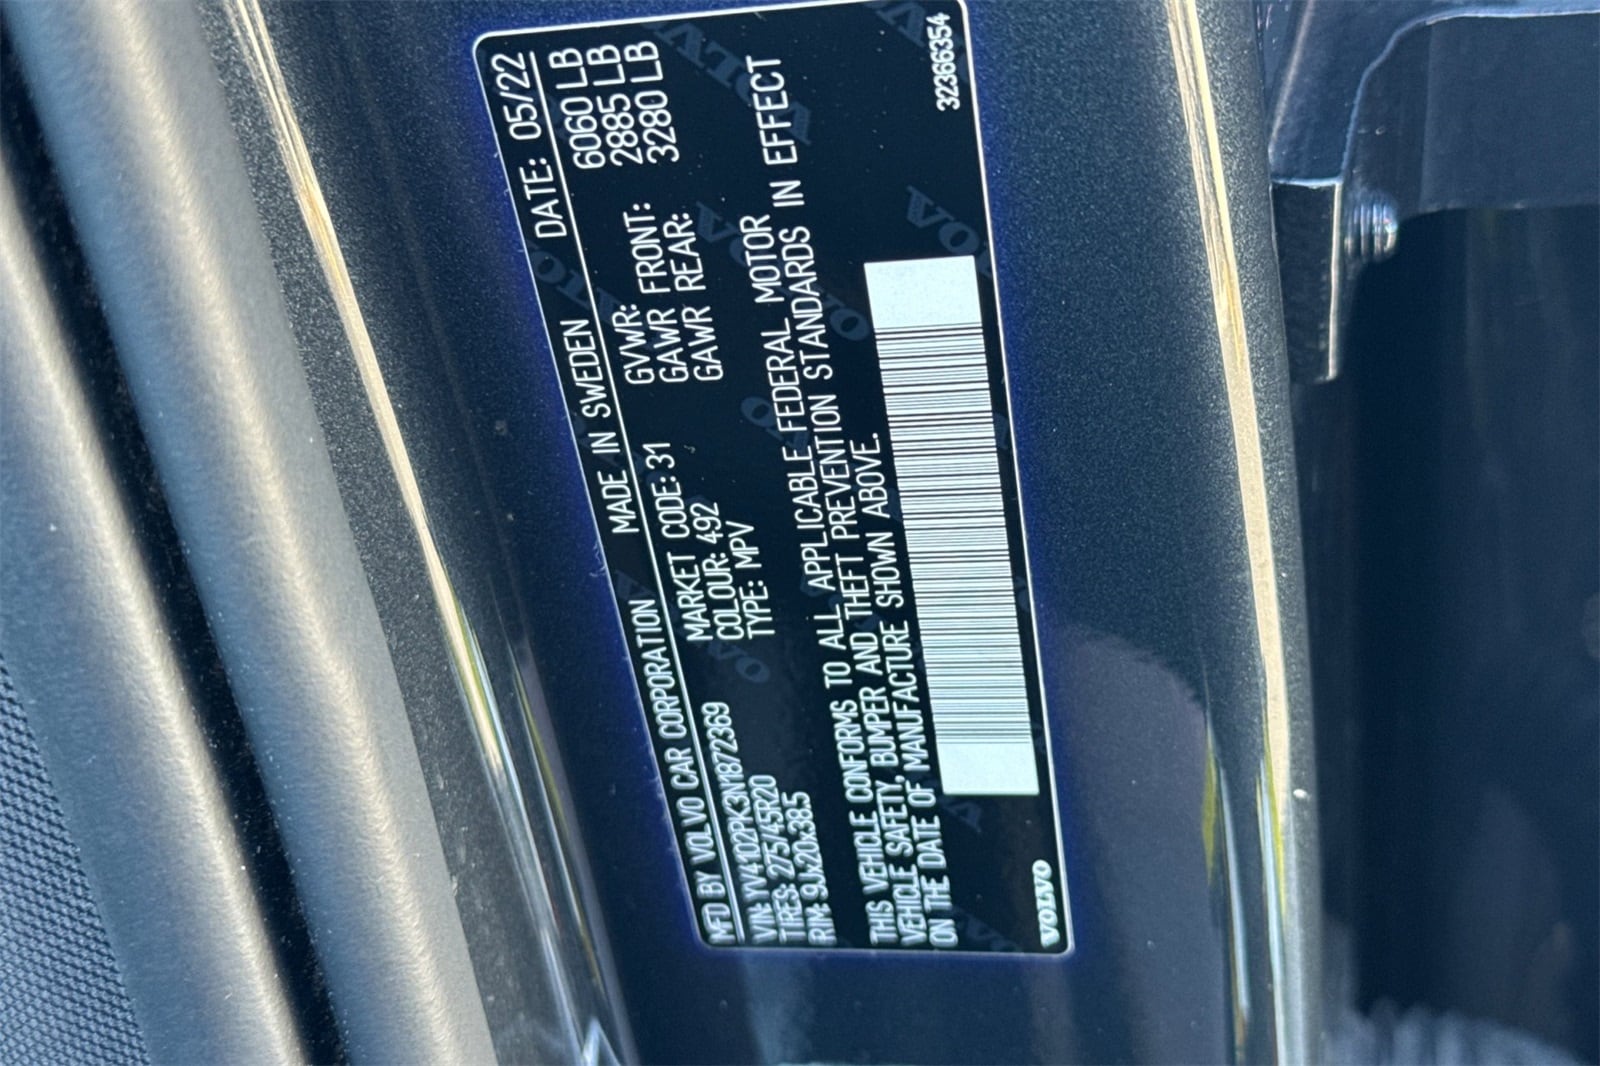 MFD BY VOLVO CAR CORPORATION MADE IN SWEDEN DATE: 05/22
VIN: YV4102PK3N1872369 MARKET CODE: 31 GVWR: 6060 LB
TIRES: 275/45R20 COLOUR: 492 GAWR FRONT: 2885 LB
RIM: 9Jx20x38.5 TYPE: MPV GAWR REAR: 3280 LB
THIS VEHICLE CONFORMS TO ALL APPLICABLE FEDERAL MOTOR
VEHICLE SAFETY, BUMPER AND THEFT PREVENTION STANDARDS IN EFFECT
ON THE DATE OF MANUFACTURE SHOWN ABOVE.
VOLVO 32366354